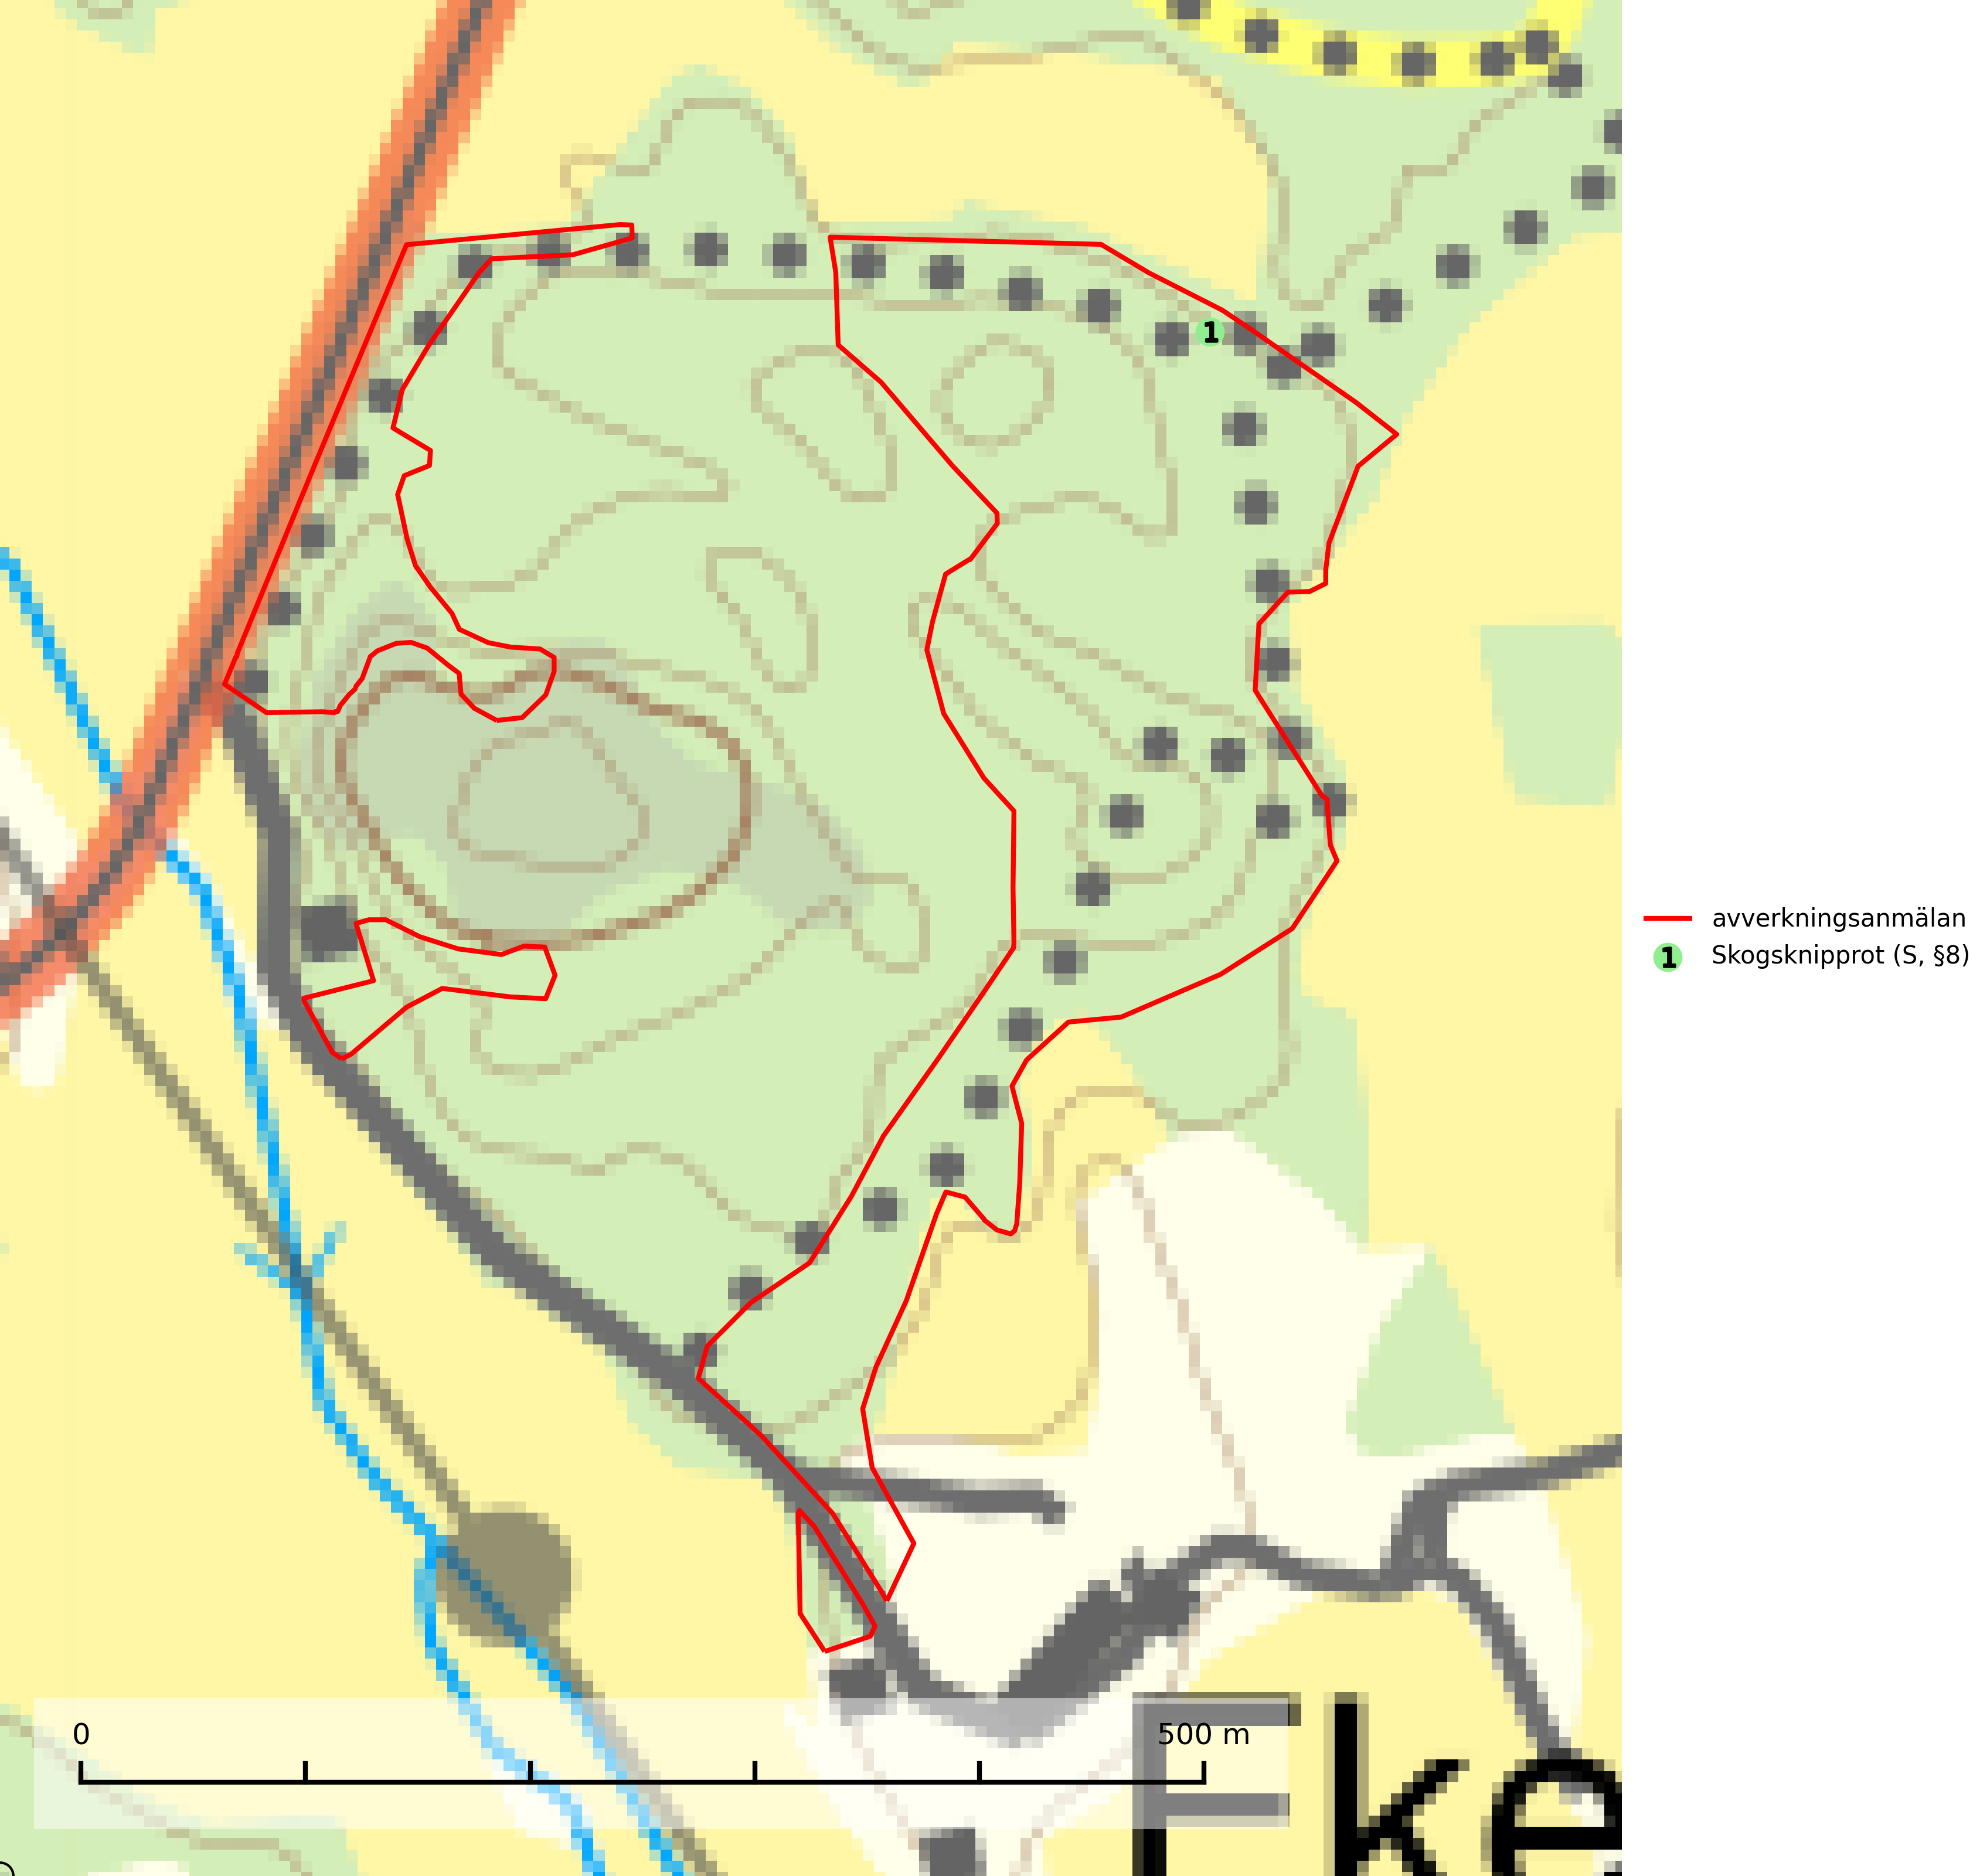 1
avverkningsanmälan
1 Skogsknipprot (S, §8)
0 500 m
Eke